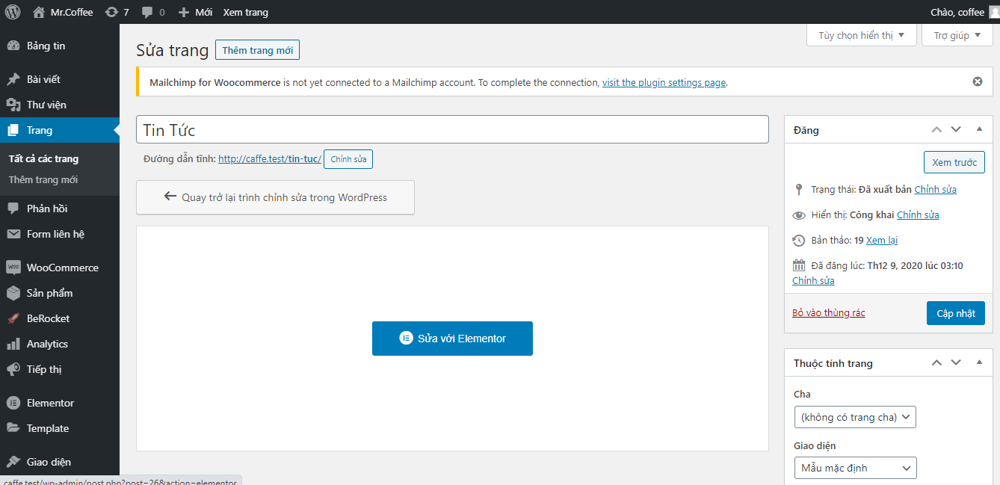 Mr.Coffee 7 0 Mới Xem trang Chào, coffee
Tùy chọn hiển thị Trợ giúp
Bảng tin
Bài viết
Thư viện
Trang
Tất cả các trang
Thêm trang mới
Phản hồi
Form liên hệ
WooCommerce
Sản phẩm
BeRocket
Analytics
Tiếp thị
Elementor
Template
Giao diện
Sửa trang Thêm trang mới
Mailchimp for Woocommerce is not yet connected to a Mailchimp account. To complete the connection, visit the plugin settings page.
Tin Tức
Đường dẫn tĩnh: http://caffe.test/tin-tuc/ Chỉnh sửa
Quay trở lại trình chỉnh sửa trong WordPress
Sửa với Elementor
Đăng
Xem trước
Trạng thái: Đã xuất bản Chỉnh sửa
Hiển thị: Công khai Chỉnh sửa
Bản thảo: 19 Xem lại
Đã đăng lúc: Th12 9, 2020 lúc 03:10
Chỉnh sửa
Bỏ vào thùng rác Cập nhật
Thuộc tính trang
Cha
(không có trang cha)
Giao diện
Mẫu mặc định
caffe.test/wp-admin/post.php?post=26&action=elementor